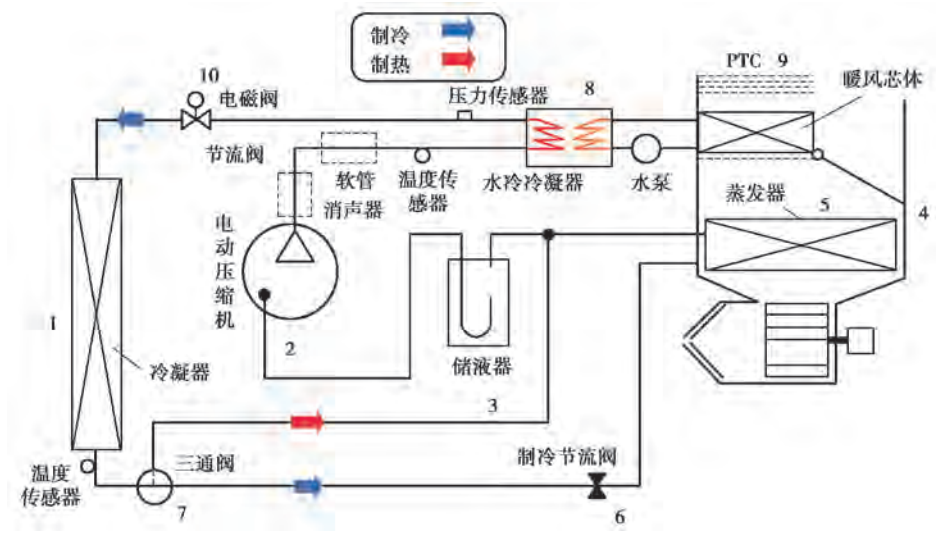 制冷
制热
10
电磁阀
压力传感器
8
PTC 9
暖风芯体
节流阀
软管
消声器
温度传
感器
水冷冷凝器
水泵
蒸发器
5
4
电动压缩机
1
2
冷凝器
储液器
3
温度
传感器
三通阀
7
制冷节流阀
6